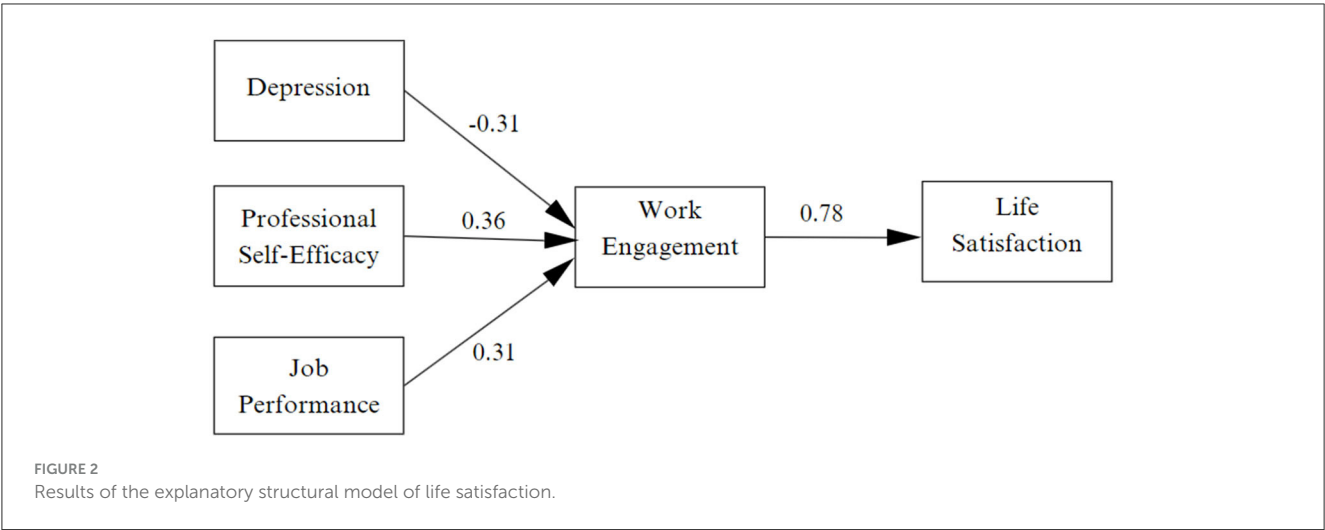 Depression
-0.31
Professional
Self-Efficacy
0.36
Work
Engagement
0.78
Life
Satisfaction
Job
Performance
0.31
FIGURE 2
Results of the explanatory structural model of life satisfaction.